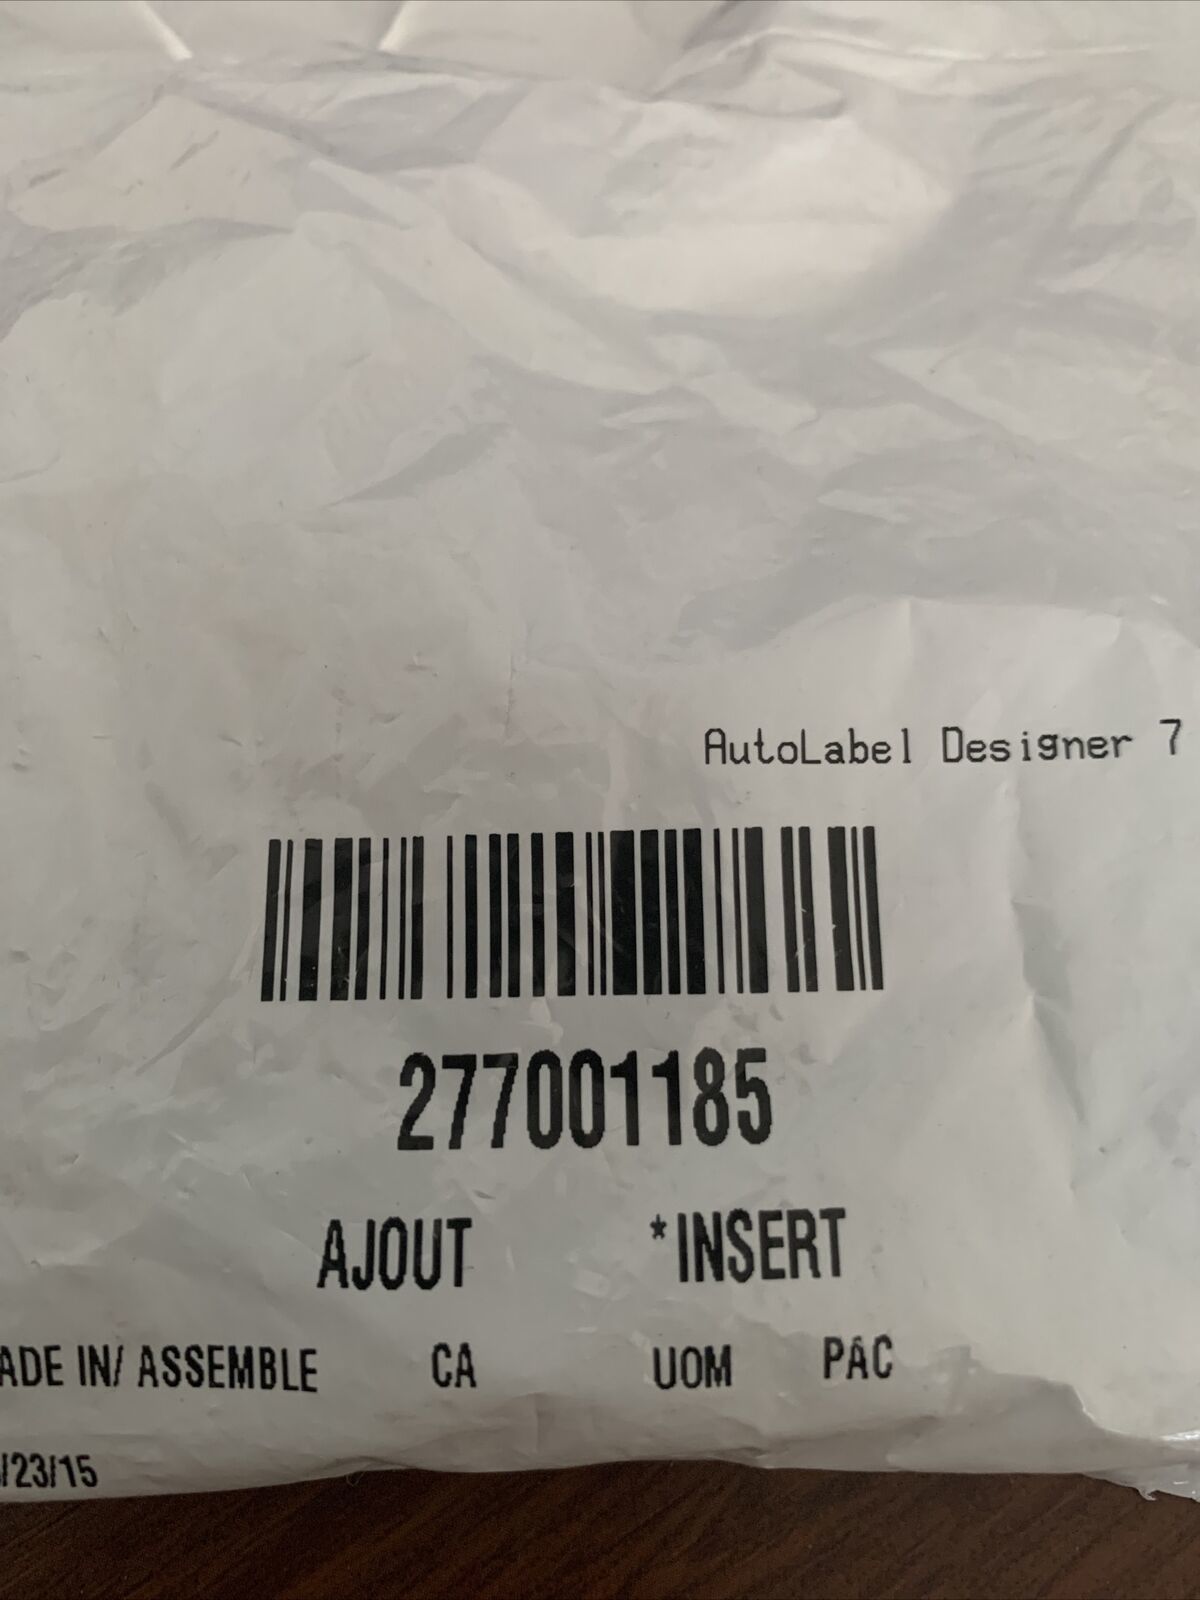 AutoLabel Designer 7
277001185
AJOUT *INSERT
ADE IN/ ASSEMBLE CA UOM PAC
/23/15